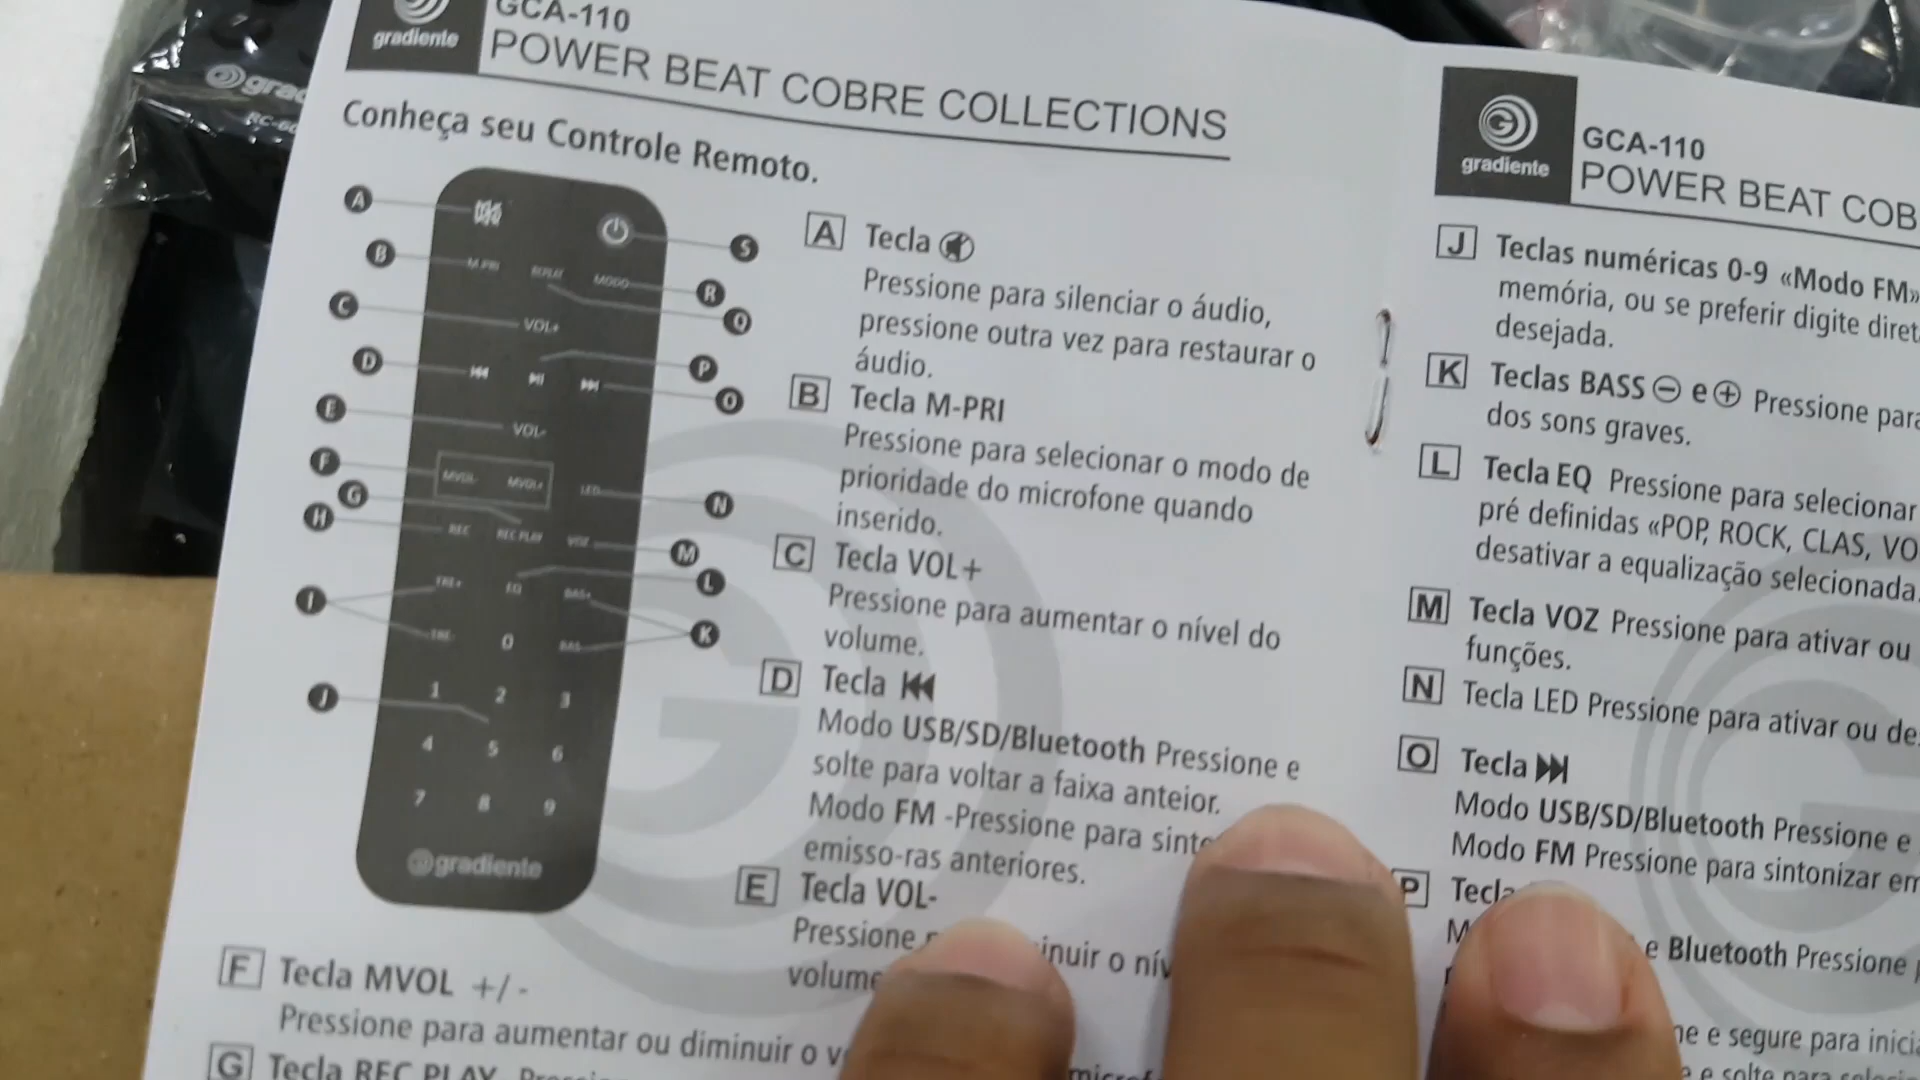 gradiente
GCA-110
POWER BEAT COBRE COLLECTIONS
Conheça seu Controle Remoto.
A
B
C
D
E
F
G
H
I
J
S
R
Q
P
O
N
M
L
K
M.PRI REPLAY MODO
VOL+
VOL-
MVOL- MVOL+ LED
REC REC PLAY VOZ
TRE+ EQ BAS+
TRE- 0 BAS-
1 2 3
4 5 6
7 8 9
gradiente
A Tecla
Pressione para silenciar o áudio,
pressione outra vez para restaurar o
áudio.
B Tecla M-PRI
Pressione para selecionar o modo de
prioridade do microfone quando
inserido.
C Tecla VOL+
Pressione para aumentar o nível do
volume.
D Tecla
Modo USB/SD/Bluetooth Pressione e
solte para voltar a faixa anteior.
Modo FM -Pressione para
emisso-ras anteriores.
E Tecla VOL-
Pressione o
volume
F Tecla MVOL +/-
Pressione para aumentar ou diminuir o
G Tecla REC PLAY
gradiente
GCA-110
POWER BEAT
J Teclas numéricas 0-9 «Modo FM»
memória, ou se preferir digite
desejada.
K Teclas BASS - e + Pressione
dos sons graves.
L Tecla EQ Pressione para selecionar
pré definidas «POP, ROCK, CLAS,
desativar a equalização selecionada.
M Tecla VOZ Pressione para ativar ou
funções.
N Tecla LED Pressione para ativar ou
O Tecla
Modo USB/SD/Bluetooth Pressione e
Modo FM Pressione para sintonizar
P
e Bluetooth Pressione
e segure para
e solte para